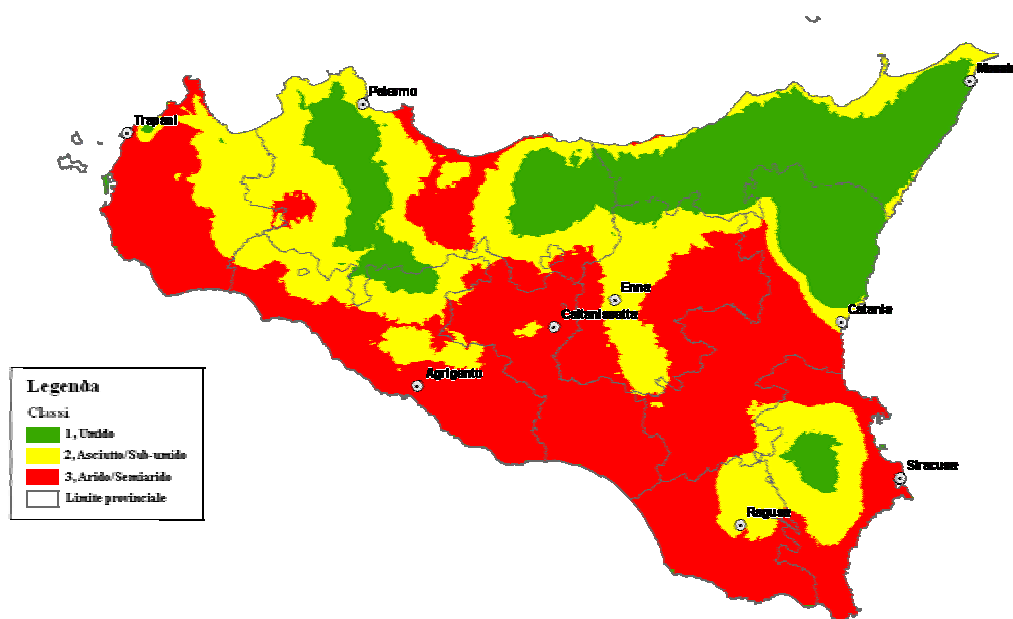 Messina
Palermo
Trapani
Enna
Caltanissetta
Catania
Agrigento
Siracusa
Ragusa
Legenda
Classi
1, Umido
2, Asciutto/Sub-umido
3, Arido/Semiarido
Limite provinciale